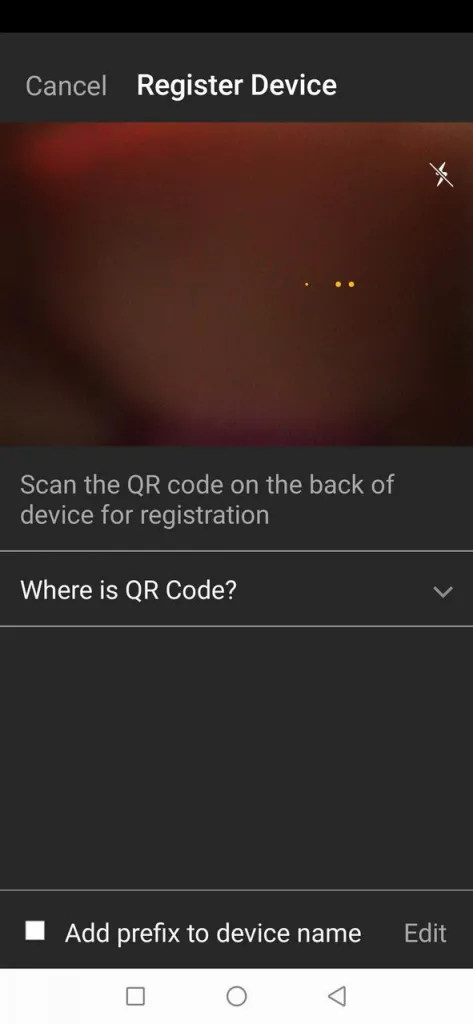 Cancel Register Device
Scan the QR code on the back of
device for registration
Where is QR Code?
Add prefix to device name Edit